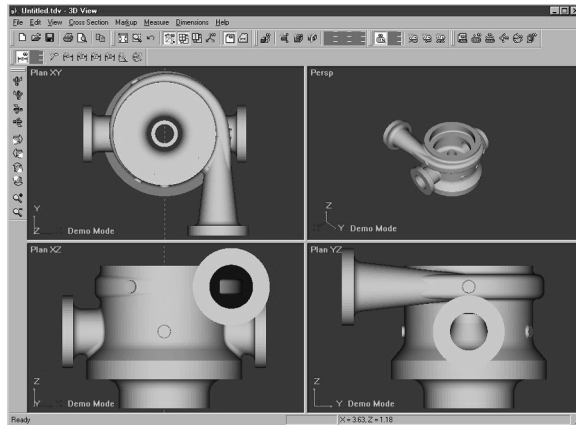 Untitled.tdv - 3D View
File Edit View Cross Section Markup Measure Dimensions Help
Plan XY
Persp
Y
Z
Demo Mode
Z
Y Demo Mode
Plan XZ
Plan YZ
Z
Demo Mode
Z
Y Demo Mode
Ready
X = 3.63, Z = 1.18